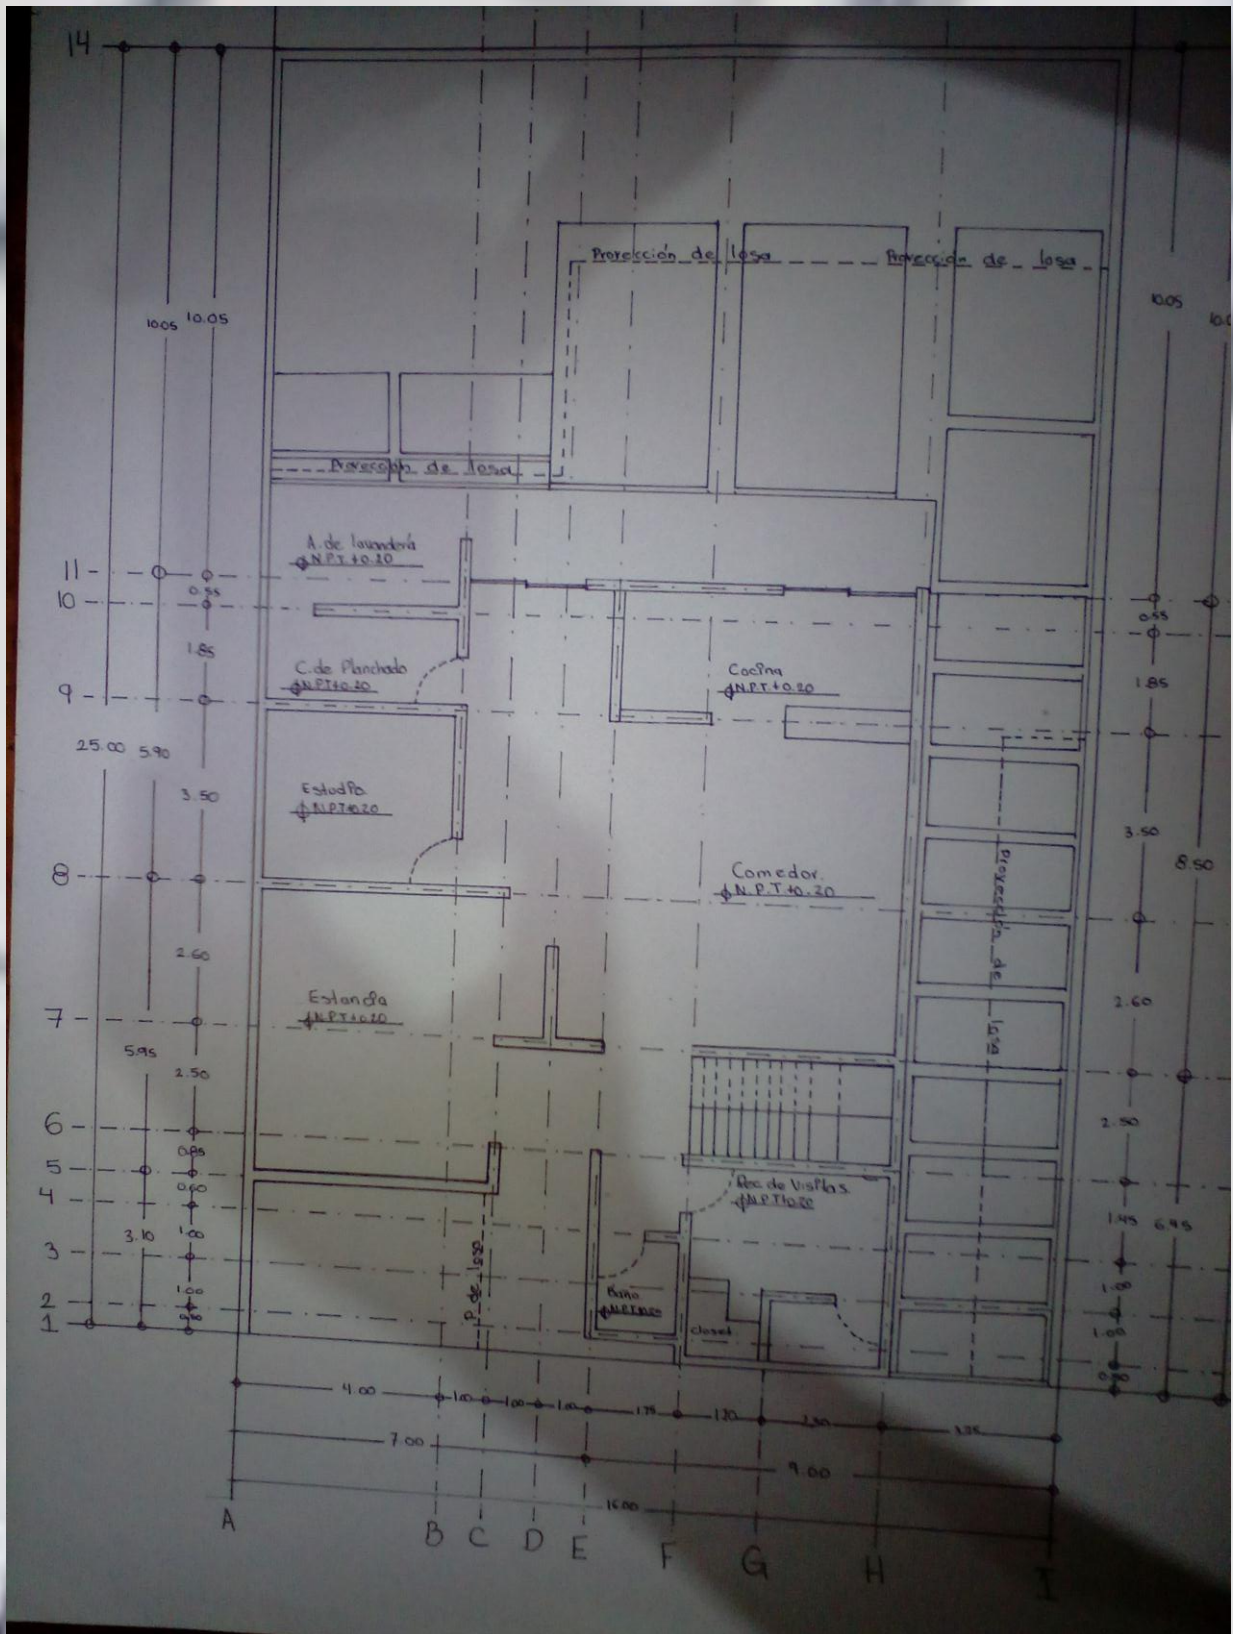 14
Proyección de losa
Proyección de losa
10.05
10.05
10.05
Proyección de losa
A. de lavandería
N.P.T.+0.20
11
10
0.55
0.55
1.85
C. de Planchado
N.P.T+0.20
Cocina
N.P.T.+0.20
1.85
9
25.00
5.90
3.50
Estudio
N.P.T+0.20
3.50
8
Comedor.
N.P.T.+0.20
8.50
Proyección de losa
2.60
Estancia
N.P.T+0.20
2.60
7
5.95
2.50
2.50
6
5
4
Rec. de Visitas
N.P.T+0.20
3
3.10
1.00
P. de losa
1.45
6.45
2
1.00
Baño
1.00
1
closet
1.00
4.00
1.00
1.00
1.00
1.75
7.00
9.00
16.00
A
B
C
D
E
F
G
H
I